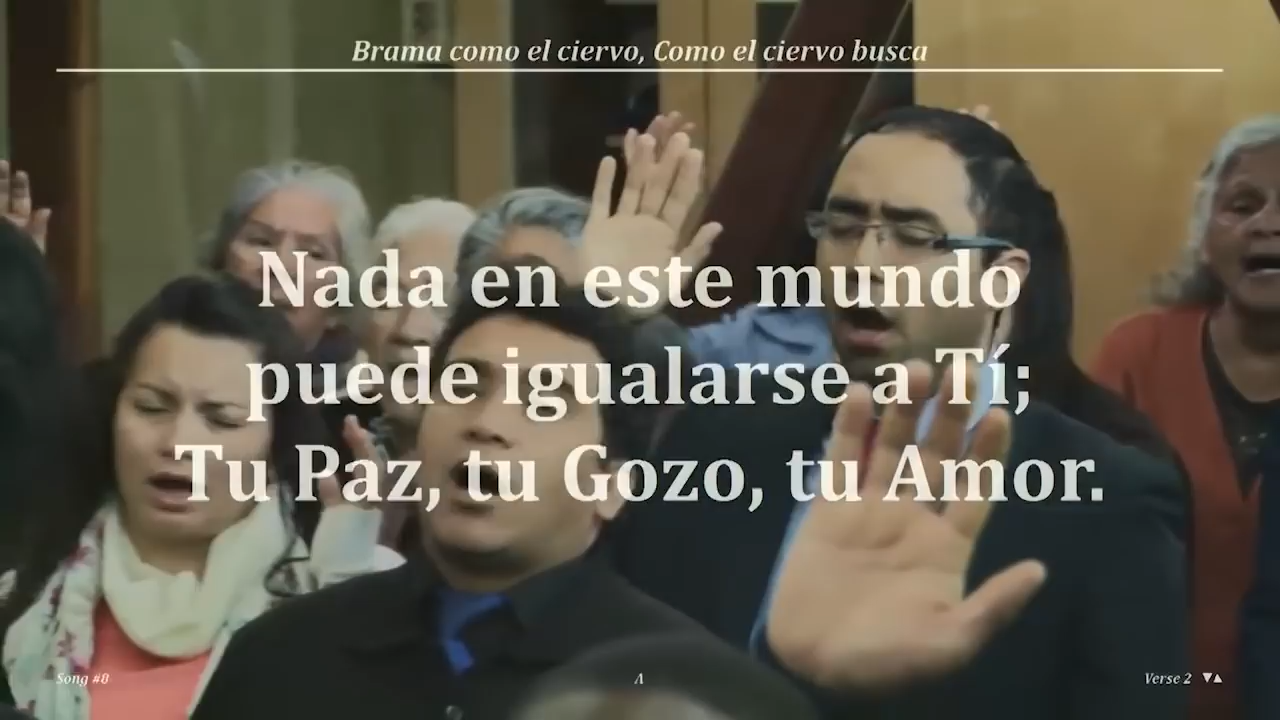 Brama como el ciervo, Como el ciervo busca
Nada en este mundo
puede igualarse a Tí;
Tu Paz, tu Gozo, tu Amor.
Song #8
Verse 2 ▼▲